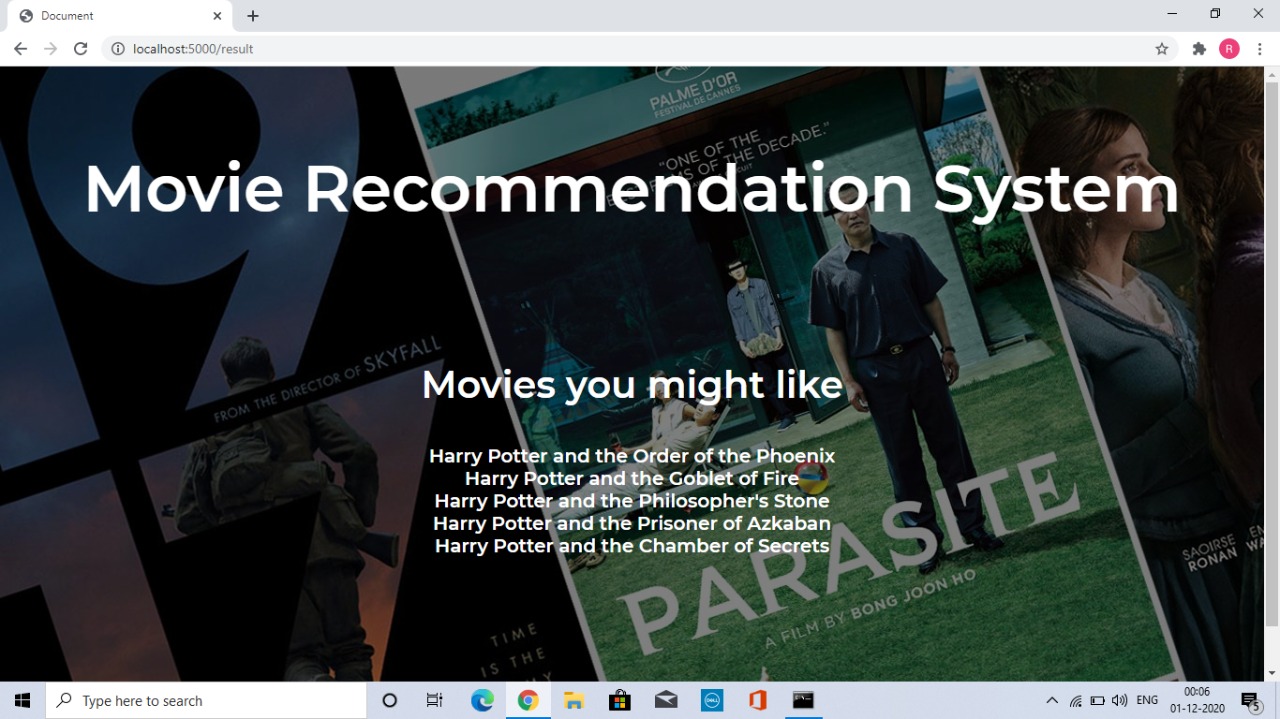 Document
localhost:5000/result
R
PALME D'OR
FESTIVAL DE CANNES
"ONE OF THE
FILMS OF THE DECADE."
Movie Recommendation System
FROM THE DIRECTOR OF SKYFALL
Movies you might like
Harry Potter and the Order of the Phoenix
Harry Potter and the Goblet of Fire
Harry Potter and the Philosopher's Stone
Harry Potter and the Prisoner of Azkaban
Harry Potter and the Chamber of Secrets
PARASITE
A FILM BY BONG JOON HO
SAOIRSE
RONAN
TIME
IS THE
Type here to search
DELL
ENG
00:06
01-12-2020
5